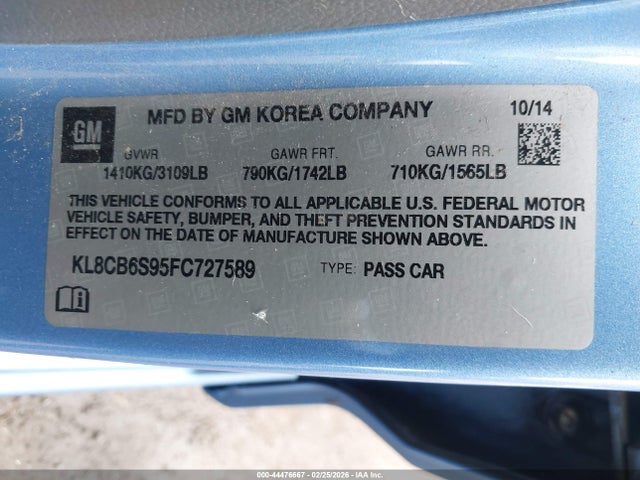 GM
MFD BY GM KOREA COMPANY 10/14
GVWR GAWR FRT. GAWR RR.
1410KG/3109LB 790KG/1742LB 710KG/1565LB
THIS VEHICLE CONFORMS TO ALL APPLICABLE U.S. FEDERAL MOTOR
VEHICLE SAFETY, BUMPER, AND THEFT PREVENTION STANDARDS IN
EFFECT ON THE DATE OF MANUFACTURE SHOWN ABOVE.
KL8CB6S95FC727589 TYPE: PASS CAR
000-44476667 - 02/25/2026 - IAAI.COM